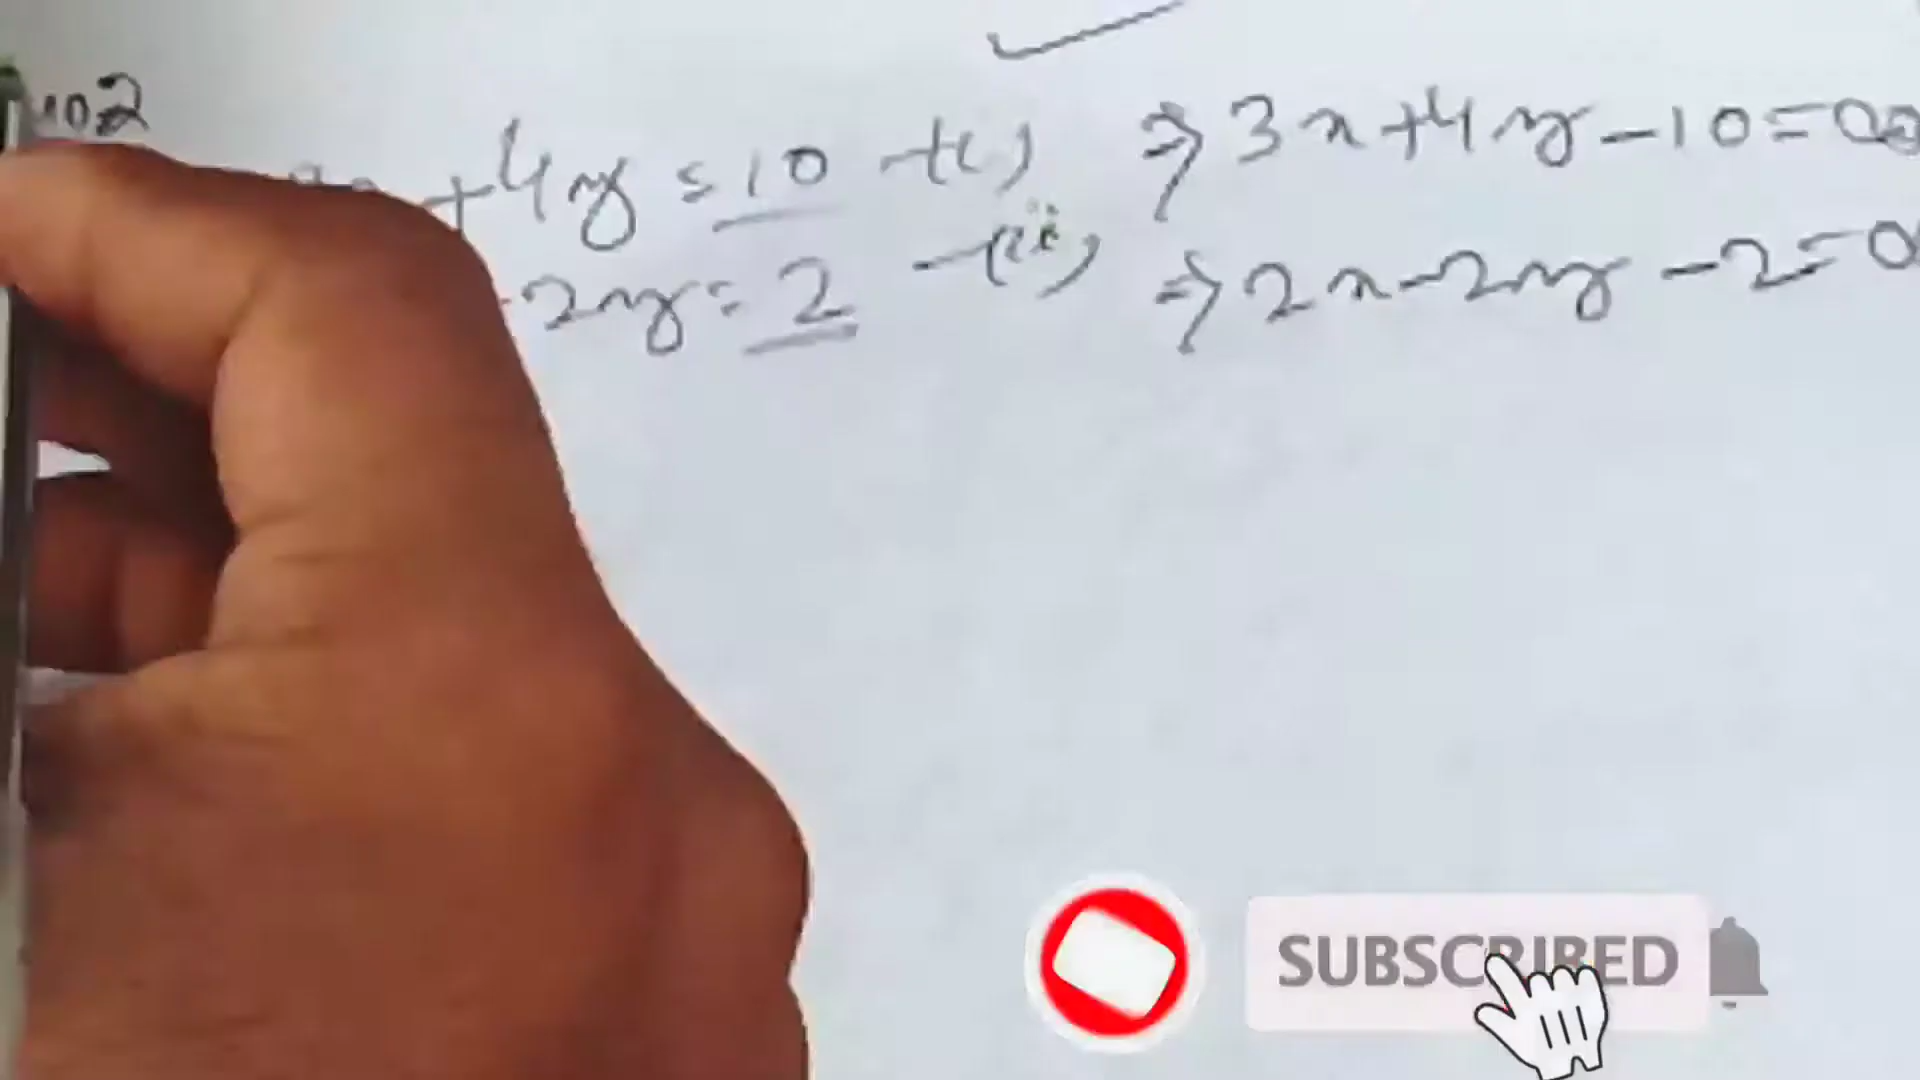 +4y=10 -(i) ⇒3x+4y-10=0
-2y=2 -(ii) ⇒2x-2y-2=0
SUBSCRIBED